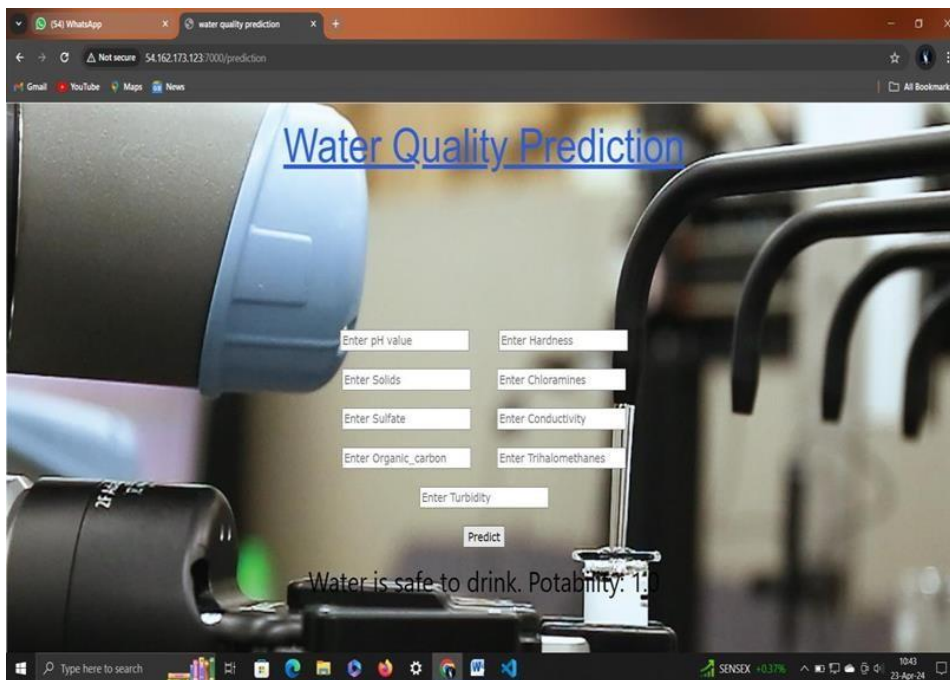 (54) WhatsApp
water quality prediction
Not secure 54.162.173.123:7000/prediction
Gmail YouTube Maps News All Bookmark
Water Quality Prediction
Enter pH value Enter Hardness
Enter Solids Enter Chloramines
Enter Sulfate Enter Conductivity
Enter Organic_carbon Enter Trihalomethanes
Enter Turbidity
Predict
Water is safe to drink. Potability: 1.0
Type here to search SENSEX +0.37% 10:43
23-Apr-24